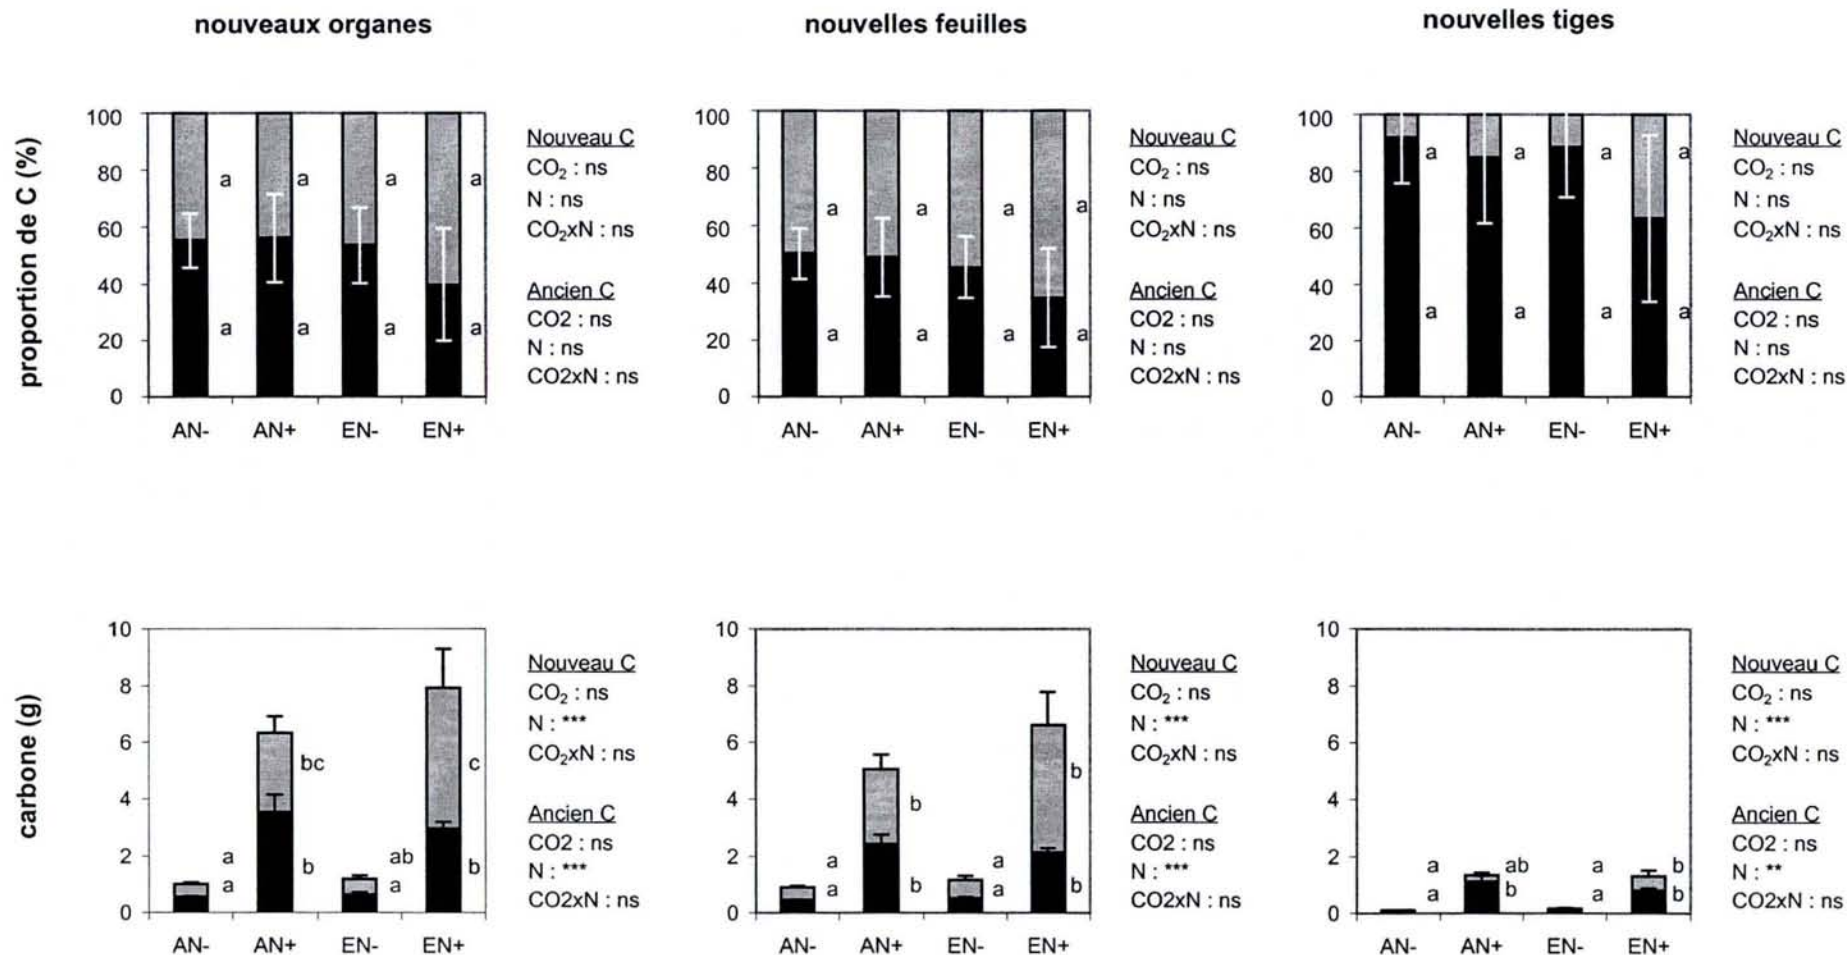 nouveaux organes
nouvelles feuilles
nouvelles tiges
proportion de C (%)
100
80
60
40
20
0
a
a
a
a
a
a
a
a
AN-
AN+
EN-
EN+
Nouveau C
CO₂ : ns
N : ns
CO₂xN : ns
Ancien C
CO2 : ns
N : ns
CO2xN : ns
100
80
60
40
20
0
a
a
a
a
a
a
a
a
AN-
AN+
EN-
EN+
Nouveau C
CO₂ : ns
N : ns
CO₂xN : ns
Ancien C
CO2 : ns
N : ns
CO2xN : ns
100
80
60
40
20
0
a
a
a
a
a
a
a
a
AN-
AN+
EN-
EN+
Nouveau C
CO₂ : ns
N : ns
CO₂xN : ns
Ancien C
CO2 : ns
N : ns
CO2xN : ns
carbone (g)
10
8
6
4
2
0
a
bc
ab
c
a
b
a
b
AN-
AN+
EN-
EN+
Nouveau C
CO₂ : ns
N : ***
CO₂xN : ns
Ancien C
CO2 : ns
N : ***
CO2xN : ns
10
8
6
4
2
0
a
b
a
b
a
b
a
b
AN-
AN+
EN-
EN+
Nouveau C
CO₂ : ns
N : ***
CO₂xN : ns
Ancien C
CO2 : ns
N : ***
CO2xN : ns
10
8
6
4
2
0
a
ab
a
b
a
b
a
b
AN-
AN+
EN-
EN+
Nouveau C
CO₂ : ns
N : ***
CO₂xN : ns
Ancien C
CO2 : ns
N : **
CO2xN : ns